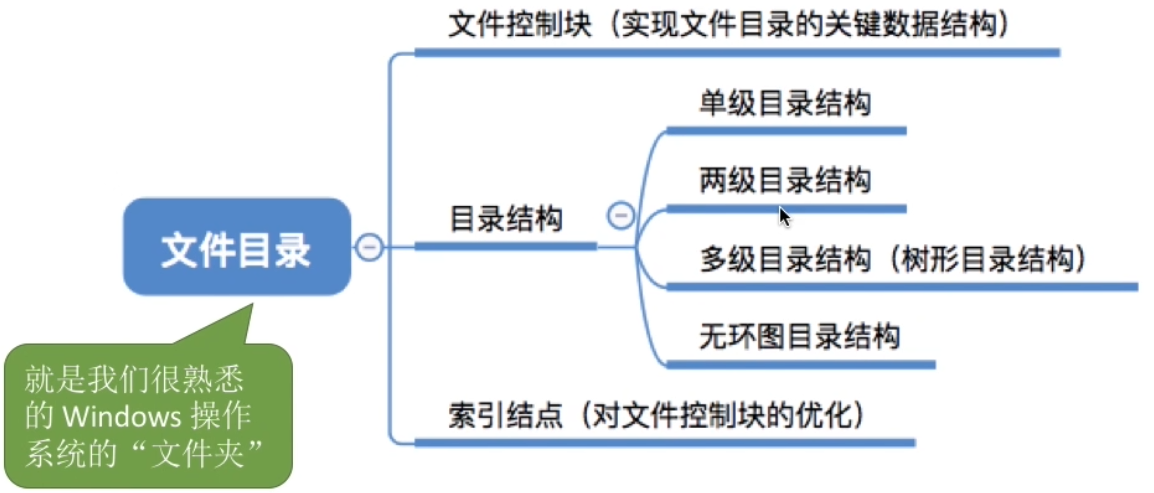 文件控制块（实现文件目录的关键数据结构）
单级目录结构
两级目录结构
目录结构
文件目录
多级目录结构（树形目录结构）
无环图目录结构
就是我们很熟悉
的 Windows 操作
系统的“文件夹”
索引结点（对文件控制块的优化）